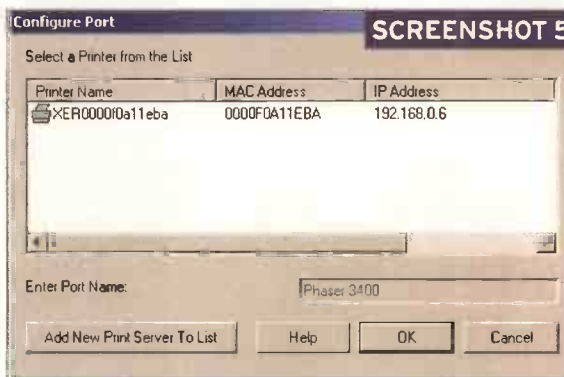 Configure Port
SCREENSHOT 5
Select a Printer from the List
Printer Name MAC Address IP Address
XER0000f0a11eba 0000F0A11EBA 192.168.0.6
Enter Port Name: Phaser 3400
Add New Print Server To List Help OK Cancel